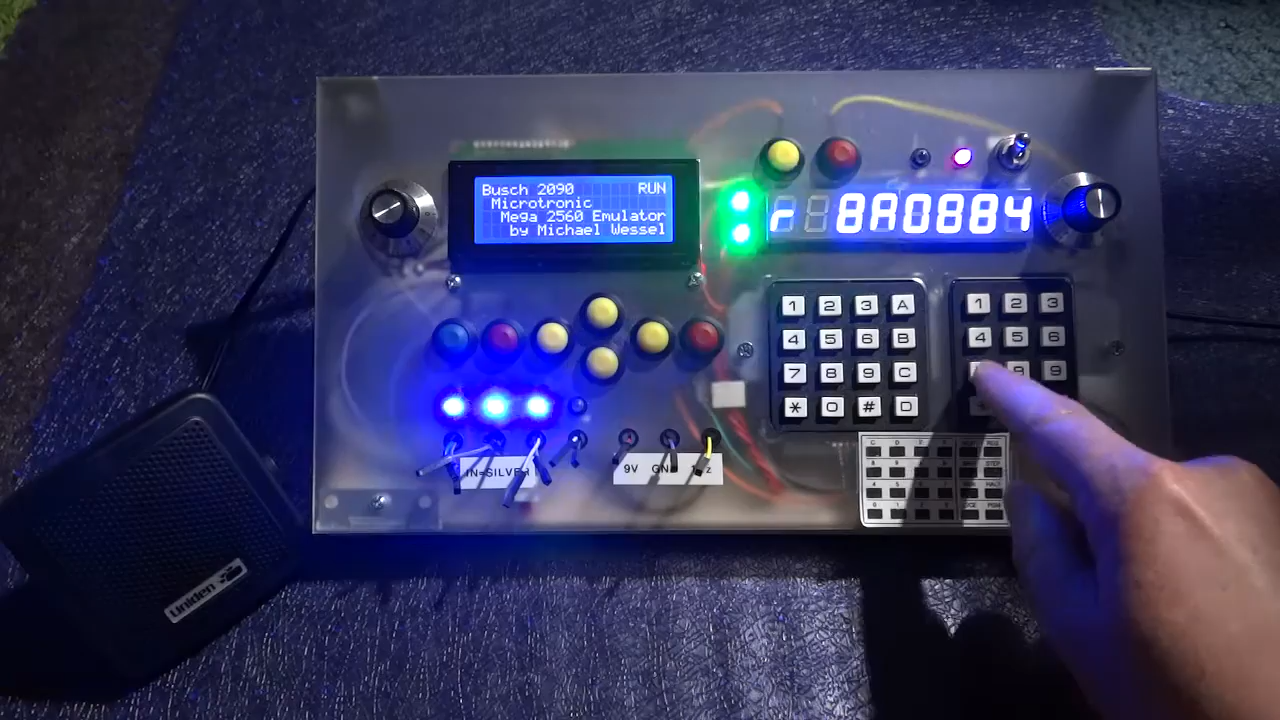 Busch 2090 RUN
Microtronic
Mega 2560 Emulator
by Michael Wessel
r 8A0884
1 2 3 A
4 5 6 B
7 8 9 C
* 0 # D
1 2 3
4 5 6
9
IN=SILVER
9V
uniden